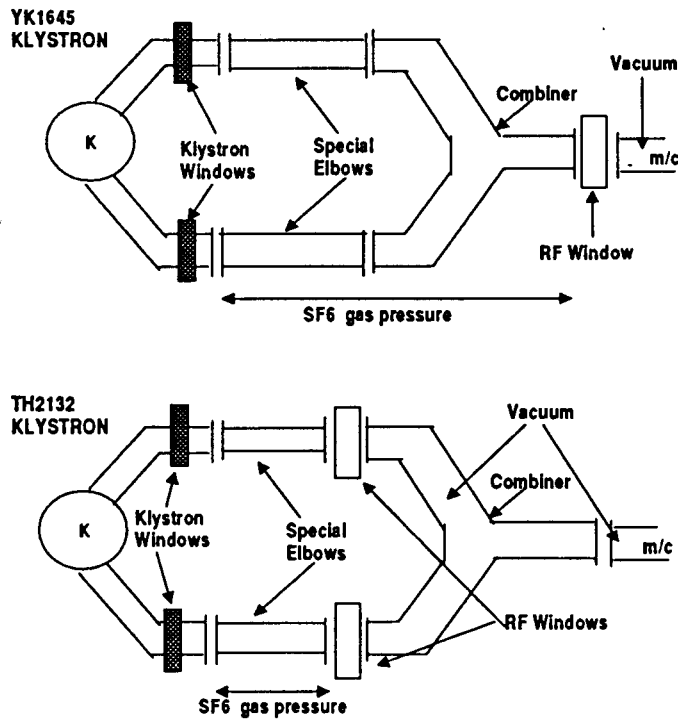 YK1645
KLYSTRON
Vacuum
Combiner
K
Klystron
Windows
Special
Elbows
m/c
RF Window
SF6 gas pressure
TH2132
KLYSTRON
Vacuum
Combiner
Klystron
Windows
K
Special
Elbows
m/c
RF Windows
SF6 gas pressure